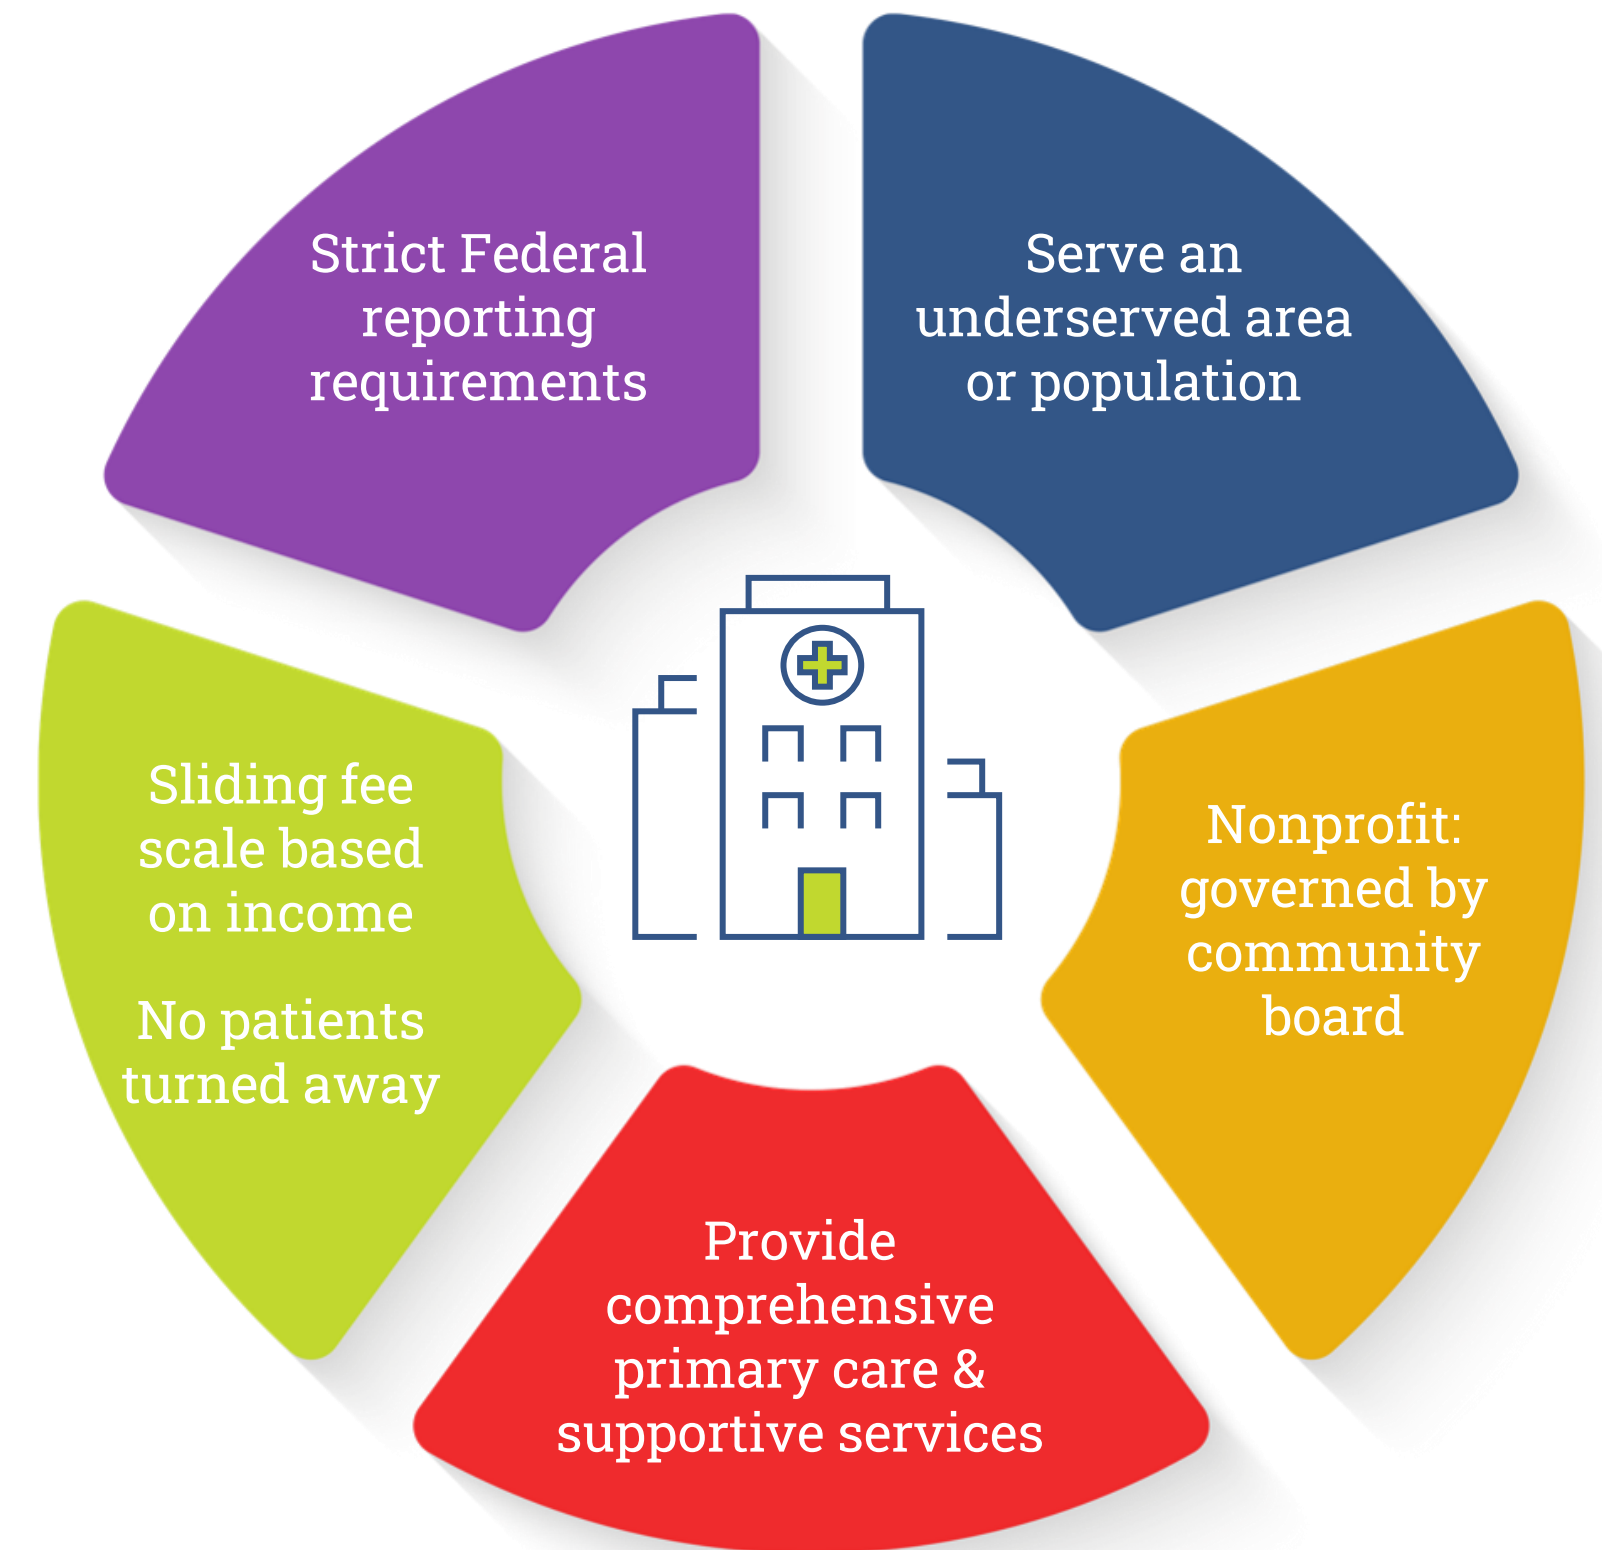 Strict Federal
reporting
requirements
Serve an
underserved area
or population
Nonprofit:
governed by
community
board
Provide
comprehensive
primary care &
supportive services
Sliding fee
scale based
on income
No patients
turned away